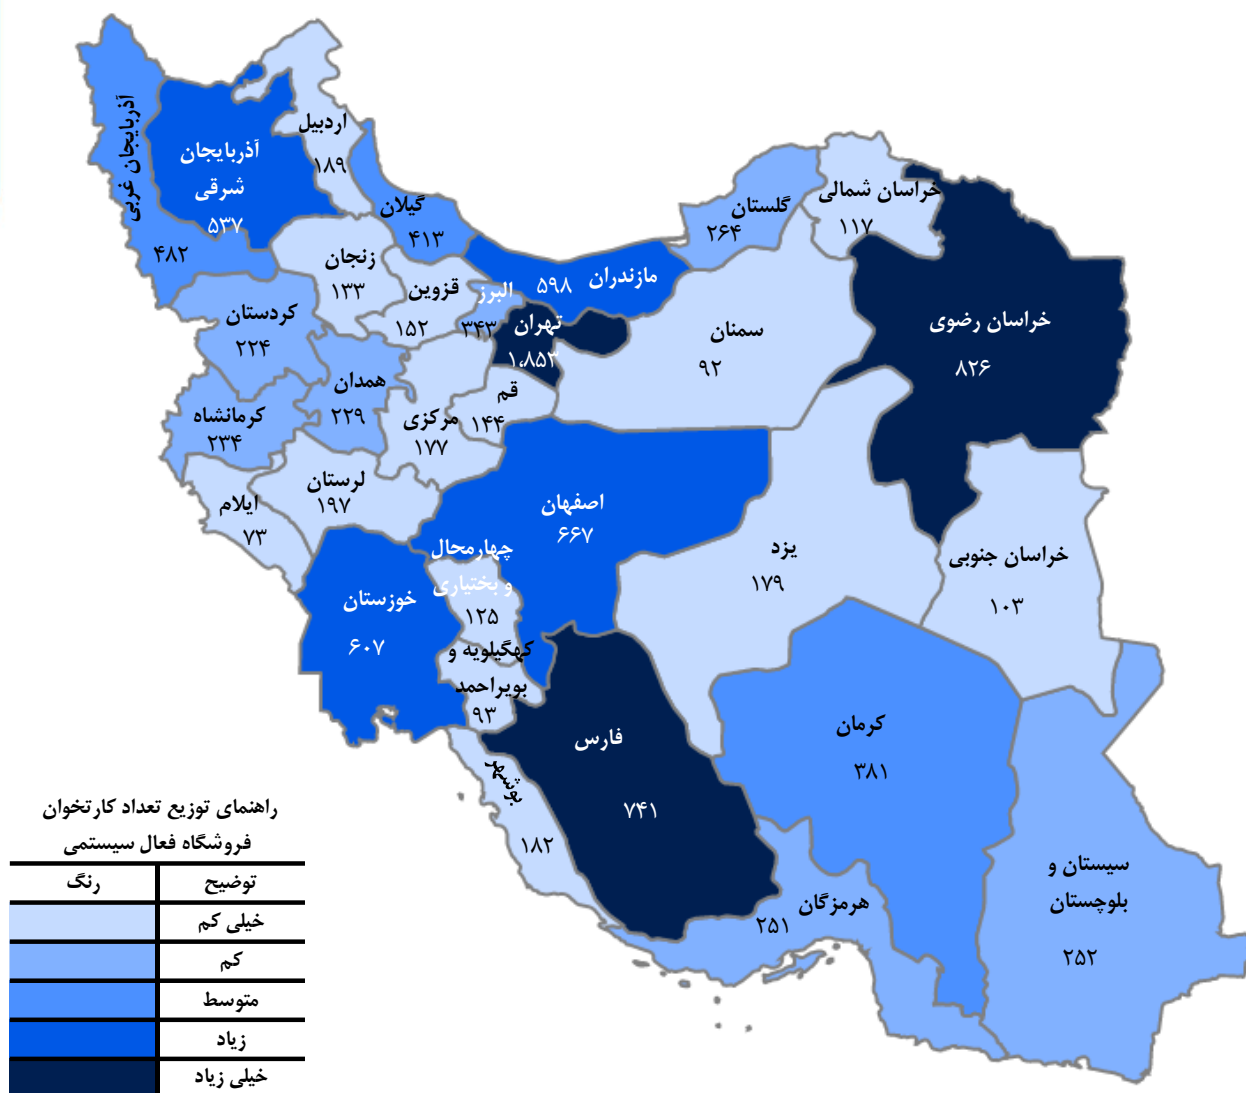 اردبیل
۱۸۹
آذربایجان غربی
۴۸۲
آذربایجان
شرقی
۵۳۷
گیلان
۴۱۳
خراسان شمالی
۱۱۷
گلستان
۲۶۴
زنجان
۱۳۳
قزوین
۱۵۲
البرز
۳۴۳
مازندران
۵۹۸
تهران
۱،۸۵۳
سمنان
۹۲
خراسان رضوی
۸۲۶
کردستان
۲۲۴
همدان
۲۲۹
کرمانشاه
۲۳۴
مرکزی
۱۷۷
قم
۱۴۴
لرستان
۱۹۷
ایلام
۷۳
اصفهان
۶۶۷
چهارمحال
و بختیاری
۱۲۵
یزد
۱۷۹
خراسان جنوبی
۱۰۳
خوزستان
۶۰۷
کهگیلویه و
بویراحمد
۹۳
فارس
۷۴۱
کرمان
۳۸۱
بوشهر
۱۸۲
هرمزگان
۲۵۱
سیستان و
بلوچستان
۲۵۲
راهنمای توزیع تعداد کارتخوان
فروشگاه فعال سیستمی
توضیح رنگ
خیلی کم
کم
متوسط
زیاد
خیلی زیاد